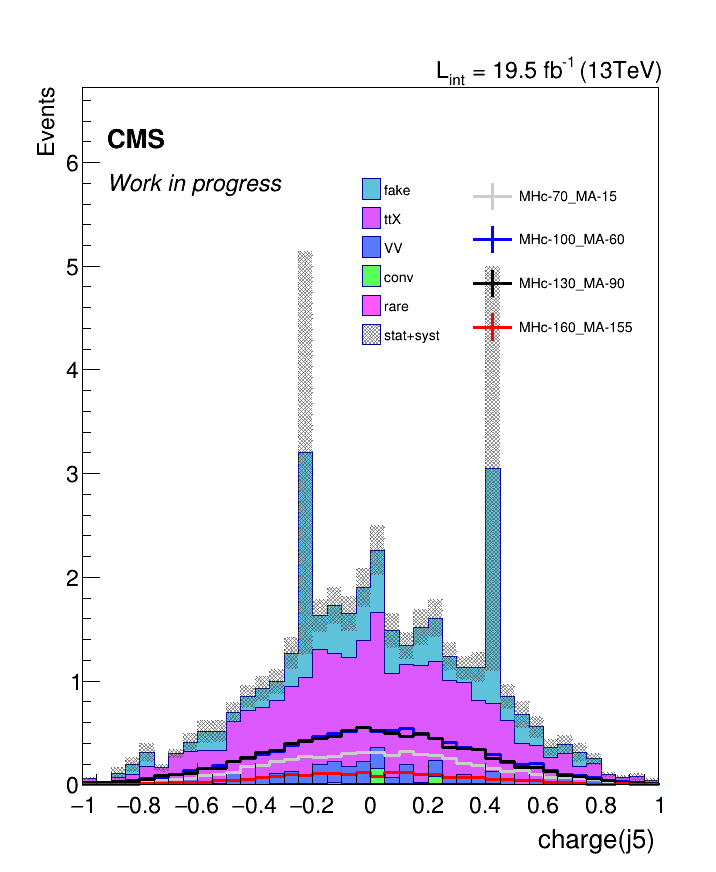 L_int = 19.5 fb^-1 (13TeV)
Events
CMS
Work in progress
fake
ttX
VV
conv
rare
stat+syst
MHc-70_MA-15
MHc-100_MA-60
MHc-130_MA-90
MHc-160_MA-155
6
5
4
3
2
1
0
−1 −0.8 −0.6 −0.4 −0.2 0 0.2 0.4 0.6 0.8 1
charge(j5)